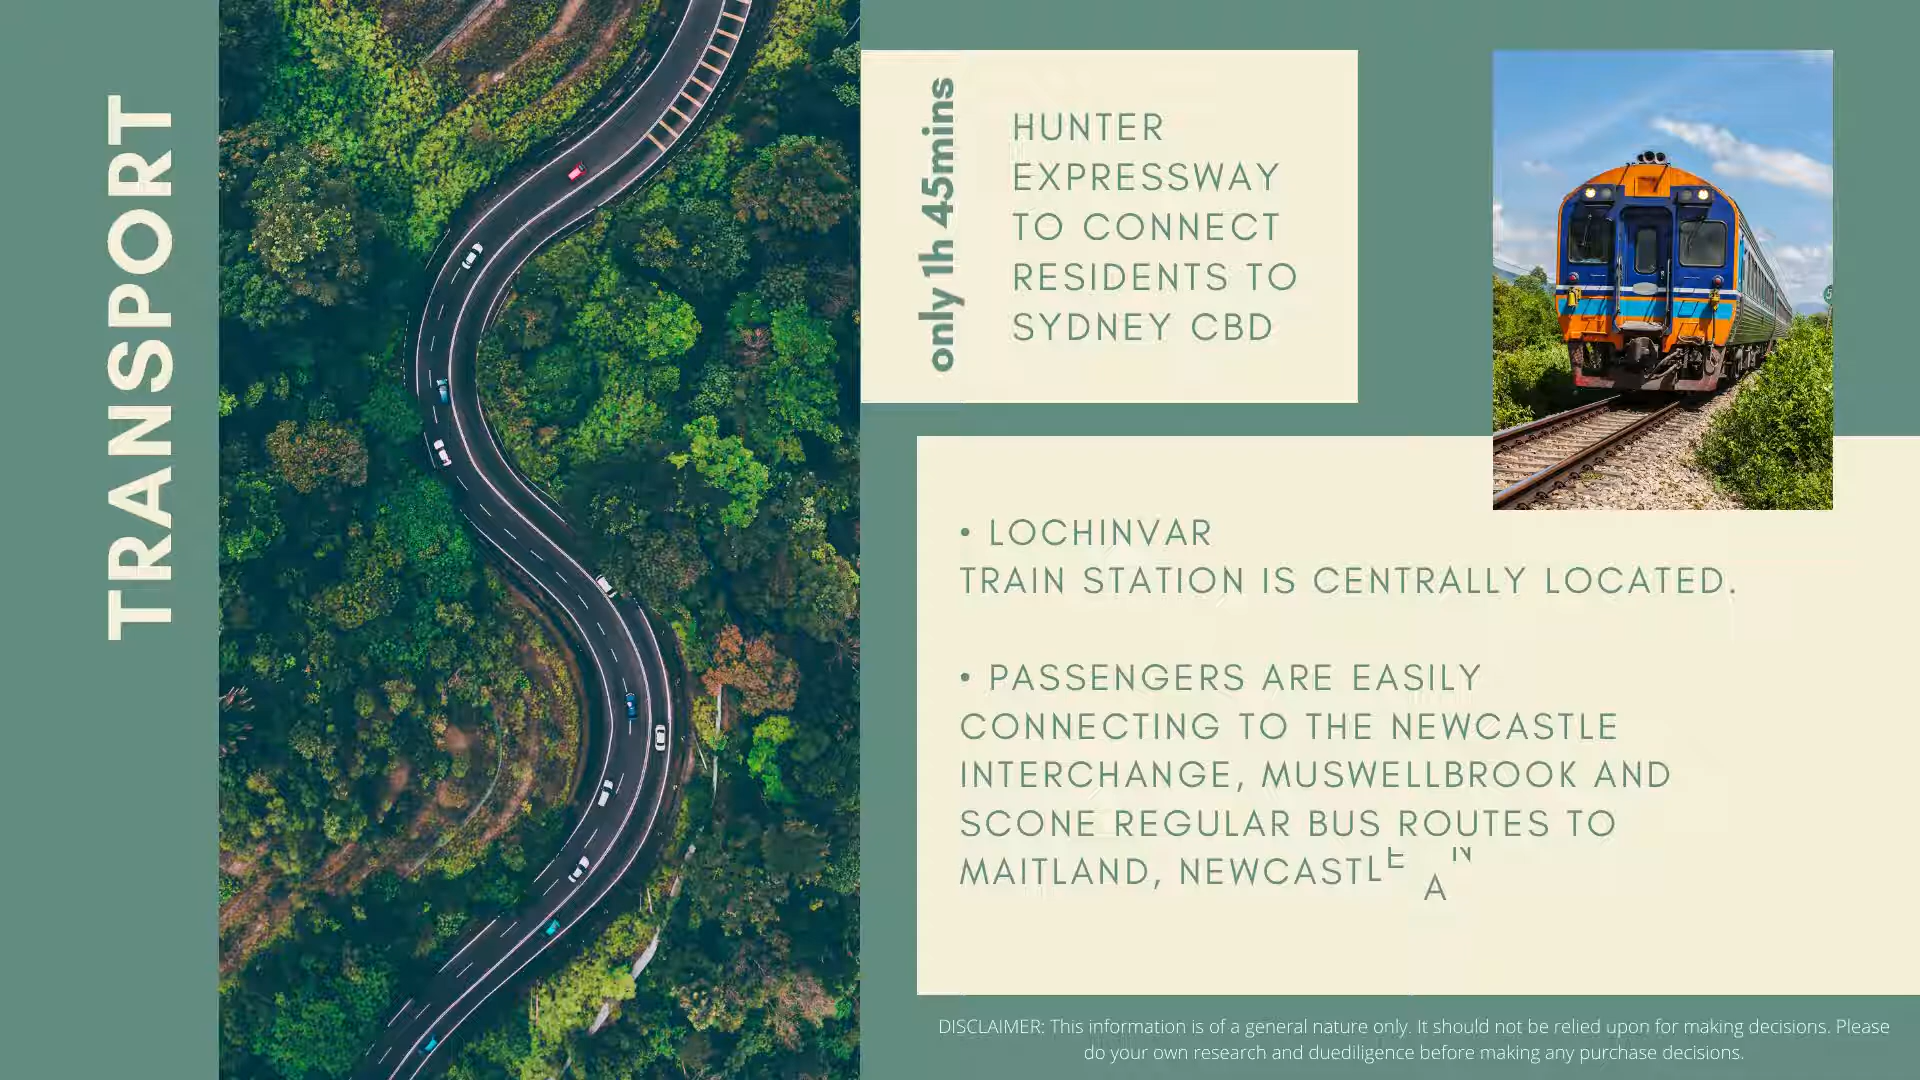 TRANSPORT
only 1h 45mins
HUNTER
EXPRESSWAY
TO CONNECT
RESIDENTS TO
SYDNEY CBD
• LOCHINVAR
TRAIN STATION IS CENTRALLY LOCATED.
• PASSENGERS ARE EASILY
CONNECTING TO THE NEWCASTLE
INTERCHANGE, MUSWELLBROOK AND
SCONE REGULAR BUS ROUTES TO
MAITLAND, NEWCASTLE AN
DISCLAIMER: This information is of a general nature only. It should not be relied upon for making decisions. Please
do your own research and duediligence before making any purchase decisions.